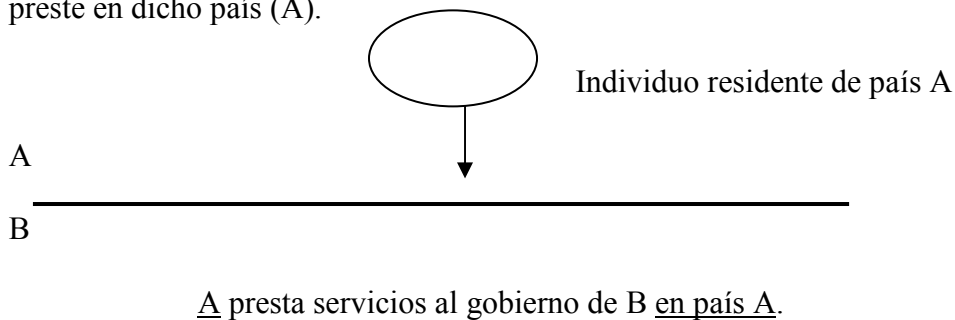 preste en dicho país (A).
Individuo residente de país A
A
B
A presta servicios al gobierno de B en país A.